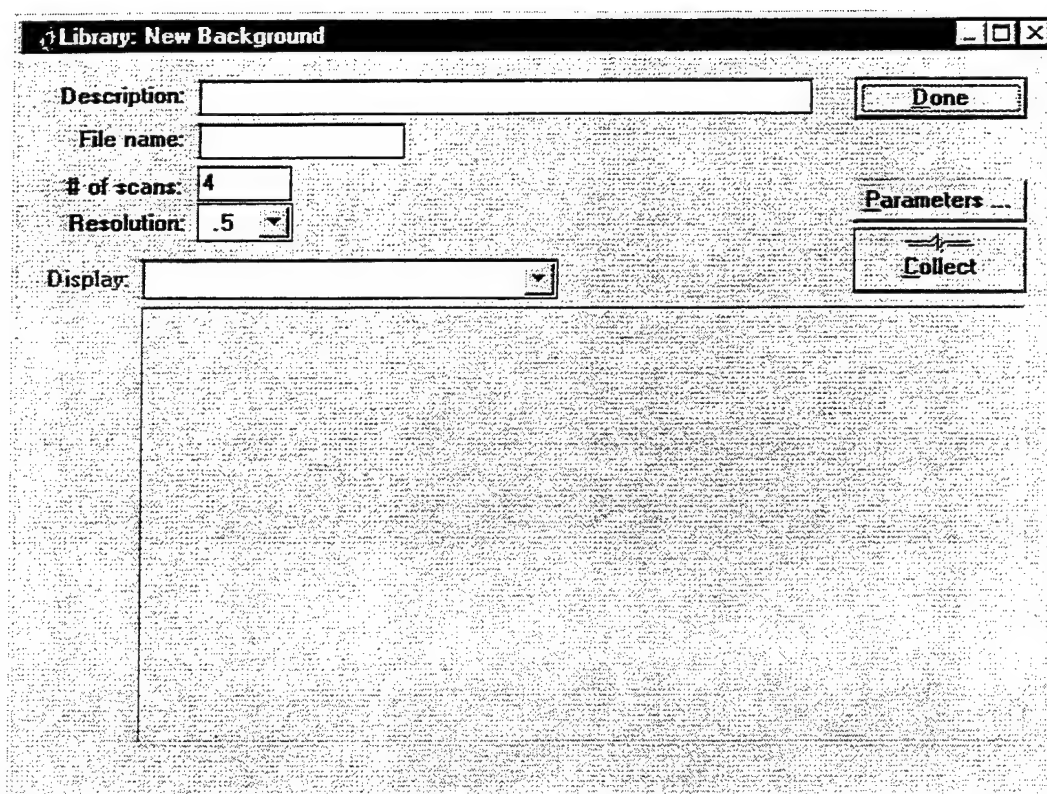 Library: New Background
Description:
Done
File name:
# of scans: 4
Parameters ...
Resolution: .5
Collect
Display: